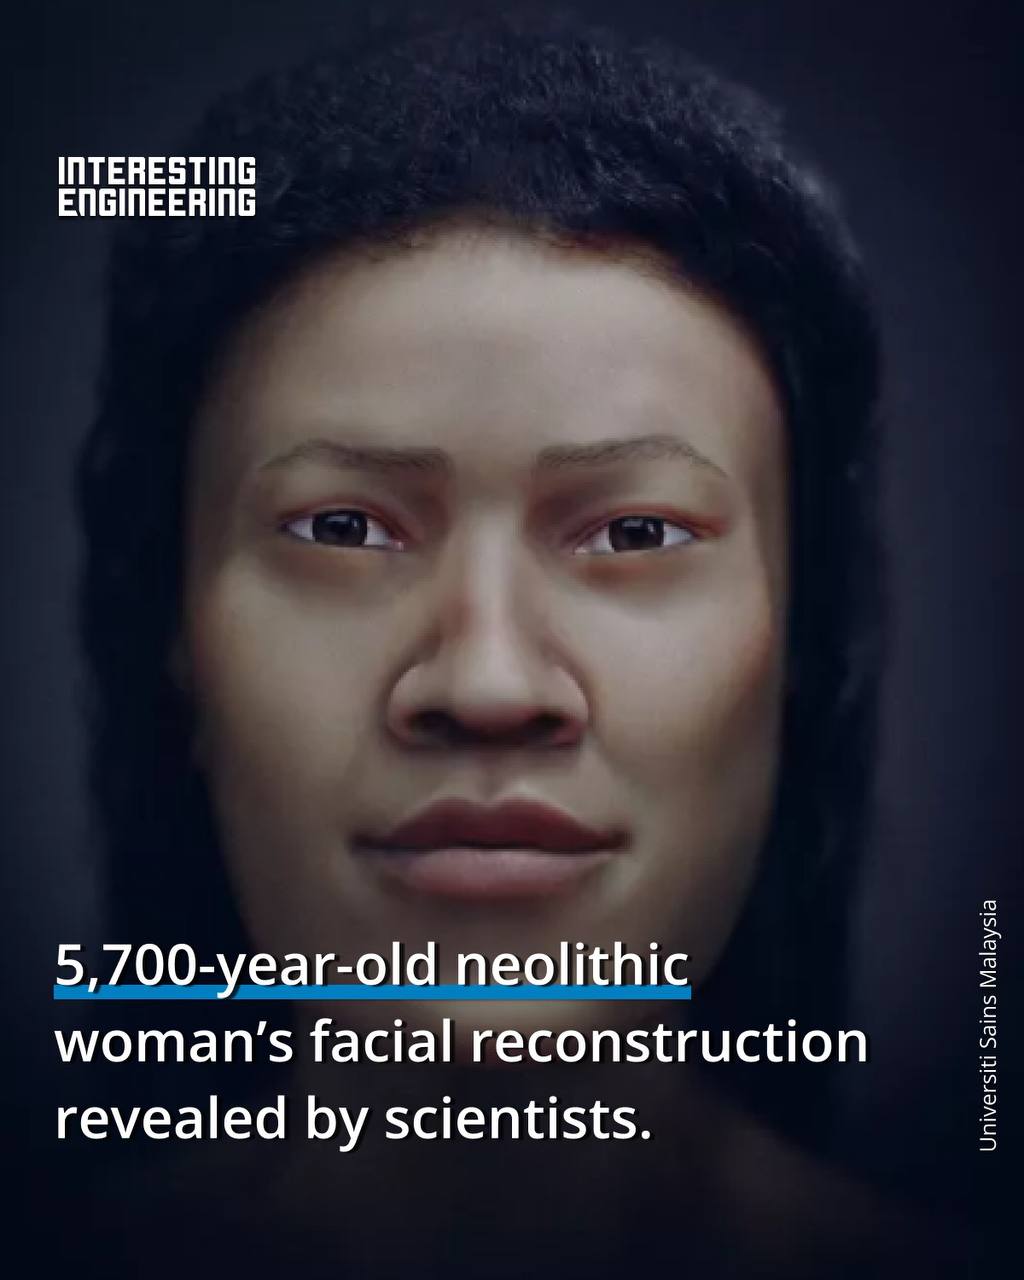 INTERESTING
ENGINEERING
5,700-year-old neolithic
woman’s facial reconstruction
revealed by scientists.
Universiti Sains Malaysia